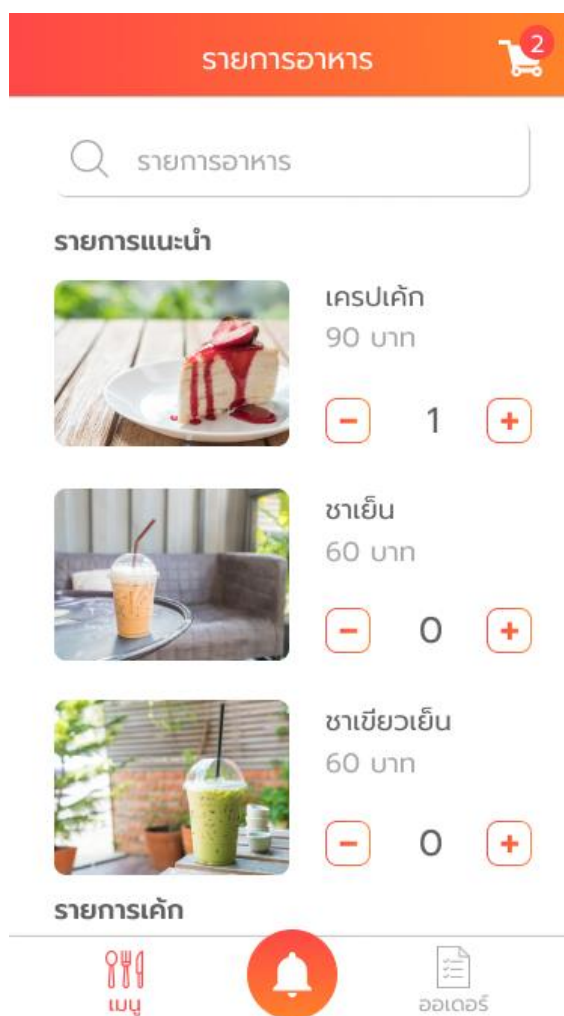 รายการอาหาร
2
รายการอาหาร
รายการแนะนำ
เครปเค้ก
90 บาท
1
ชาเย็น
60 บาท
0
ชาเขียวเย็น
60 บาท
0
รายการเค้ก
เมนู
ออเดอร์